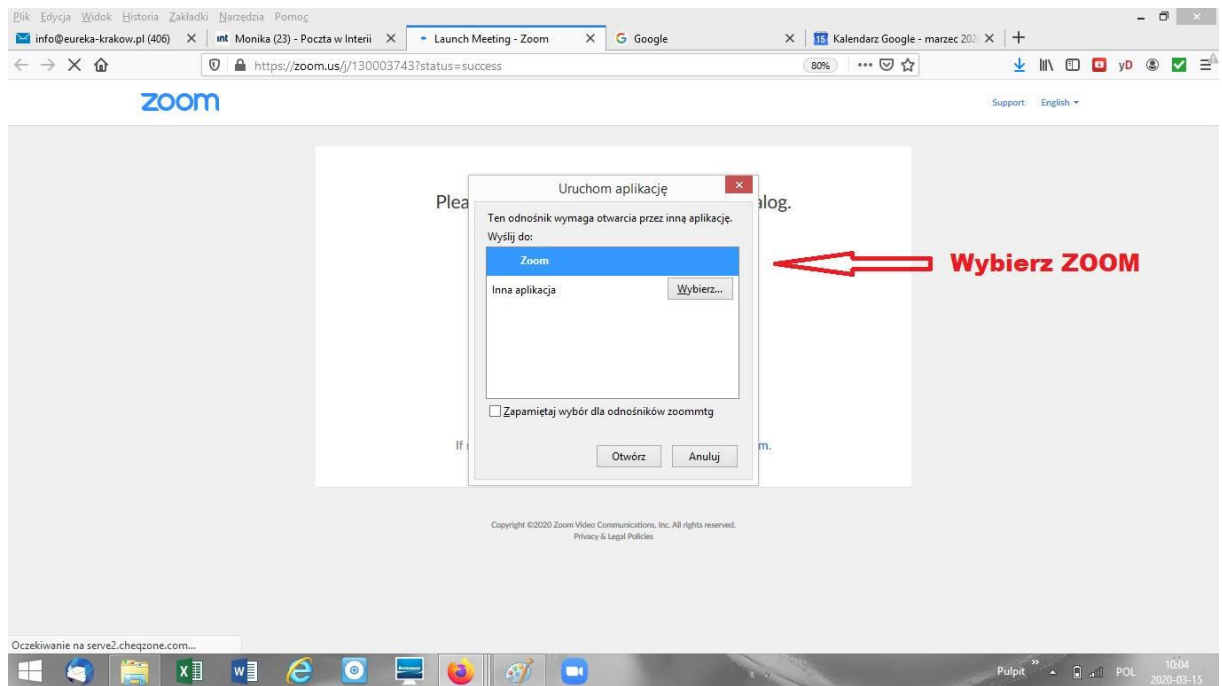 Plik Edycja Widok Historia Zakładki Narzędzia Pomoc
info@eureka-krakow.pl (406)
int Monika (23) - Poczta w Interii
Launch Meeting - Zoom
G Google
15 Kalendarz Google - marzec 202
https://zoom.us/j/130003743?status=success
80%
yD
zoom
Support English
Plea
alog.
Uruchom aplikację
Ten odnośnik wymaga otwarcia przez inną aplikację.
Wyślij do:
Zoom
Inna aplikacja
Wybierz...
Zapamiętaj wybór dla odnośników zoommtg
Otwórz Anuluj
Wybierz ZOOM
If
m.
Copyright ©2020 Zoom Video Communications, Inc. All rights reserved.
Privacy & Legal Policies
Oczekiwanie na serve2.cheqzone.com...
Pulpit
POL
10:04
2020-03-15